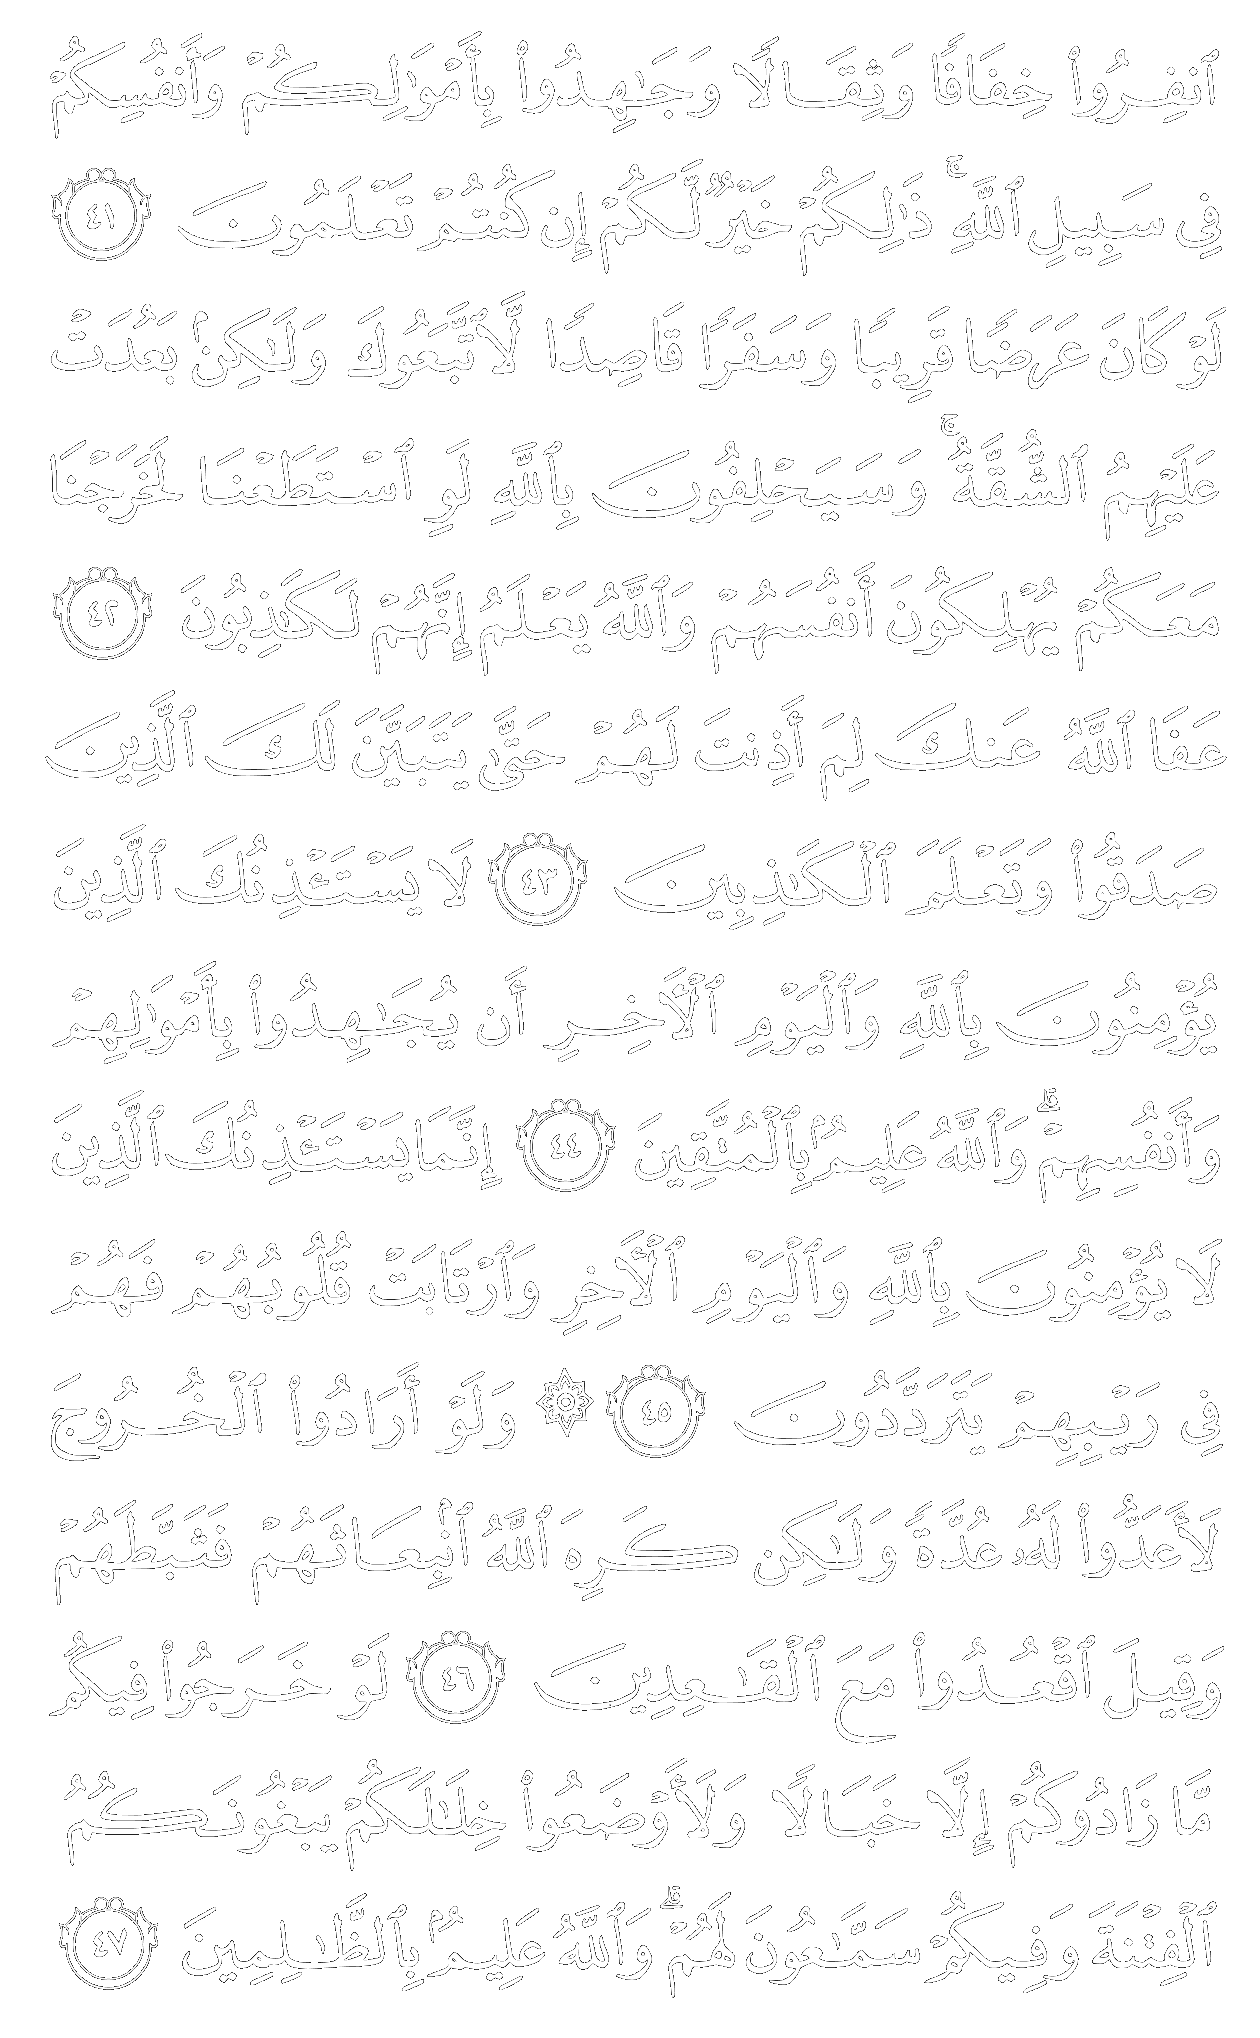 ٱنفِرُوا۟ خِفَافًا وَثِقَالًا وَجَـٰهِدُوا۟ بِأَمْوَٰلِكُمْ وَأَنفُسِكُمْ
فِى سَبِيلِ ٱللَّهِ ۚ ذَٰلِكُمْ خَيْرٌ لَّكُمْ إِن كُنتُمْ تَعْلَمُونَ ٤١
لَوْ كَانَ عَرَضًا قَرِيبًا وَسَفَرًا قَاصِدًا لَّٱتَّبَعُوكَ وَلَـٰكِنۢ بَعُدَتْ
عَلَيْهِمُ ٱلشُّقَّةُ ۚ وَسَيَحْلِفُونَ بِٱللَّهِ لَوِ ٱسْتَطَعْنَا لَخَرَجْنَا
مَعَكُمْ يُهْلِكُونَ أَنفُسَهُمْ وَٱللَّهُ يَعْلَمُ إِنَّهُمْ لَكَـٰذِبُونَ ٤٢
عَفَا ٱللَّهُ عَنكَ لِمَ أَذِنتَ لَهُمْ حَتَّىٰ يَتَبَيَّنَ لَكَ ٱلَّذِينَ
صَدَقُوا۟ وَتَعْلَمَ ٱلْكَـٰذِبِينَ ٤٣ لَا يَسْتَـْٔذِنُكَ ٱلَّذِينَ
يُؤْمِنُونَ بِٱللَّهِ وَٱلْيَوْمِ ٱلْـَٔاخِرِ أَن يُجَـٰهِدُوا۟ بِأَمْوَٰلِهِمْ
وَأَنفُسِهِمْ ۗ وَٱللَّهُ عَلِيمٌۢ بِٱلْمُتَّقِينَ ٤٤ إِنَّمَا يَسْتَـْٔذِنُكَ ٱلَّذِينَ
لَا يُؤْمِنُونَ بِٱللَّهِ وَٱلْيَوْمِ ٱلْـَٔاخِرِ وَٱرْتَابَتْ قُلُوبُهُمْ فَهُمْ
فِى رَيْبِهِمْ يَتَرَدَّدُونَ ٤٥ ۞ وَلَوْ أَرَادُوا۟ ٱلْخُرُوجَ
لَأَعَدُّوا۟ لَهُۥ عُدَّةً وَلَـٰكِن كَرِهَ ٱللَّهُ ٱنۢبِعَاثَهُمْ فَثَبَّطَهُمْ
وَقِيلَ ٱقْعُدُوا۟ مَعَ ٱلْقَـٰعِدِينَ ٤٦ لَوْ خَرَجُوا۟ فِيكُم
مَّا زَادُوكُمْ إِلَّا خَبَالًا وَلَأَوْضَعُوا۟ خِلَـٰلَكُمْ يَبْغُونَكُمُ
ٱلْفِتْنَةَ وَفِيكُمْ سَمَّـٰعُونَ لَهُمْ ۗ وَٱللَّهُ عَلِيمٌۢ بِٱلظَّـٰلِمِينَ ٤٧